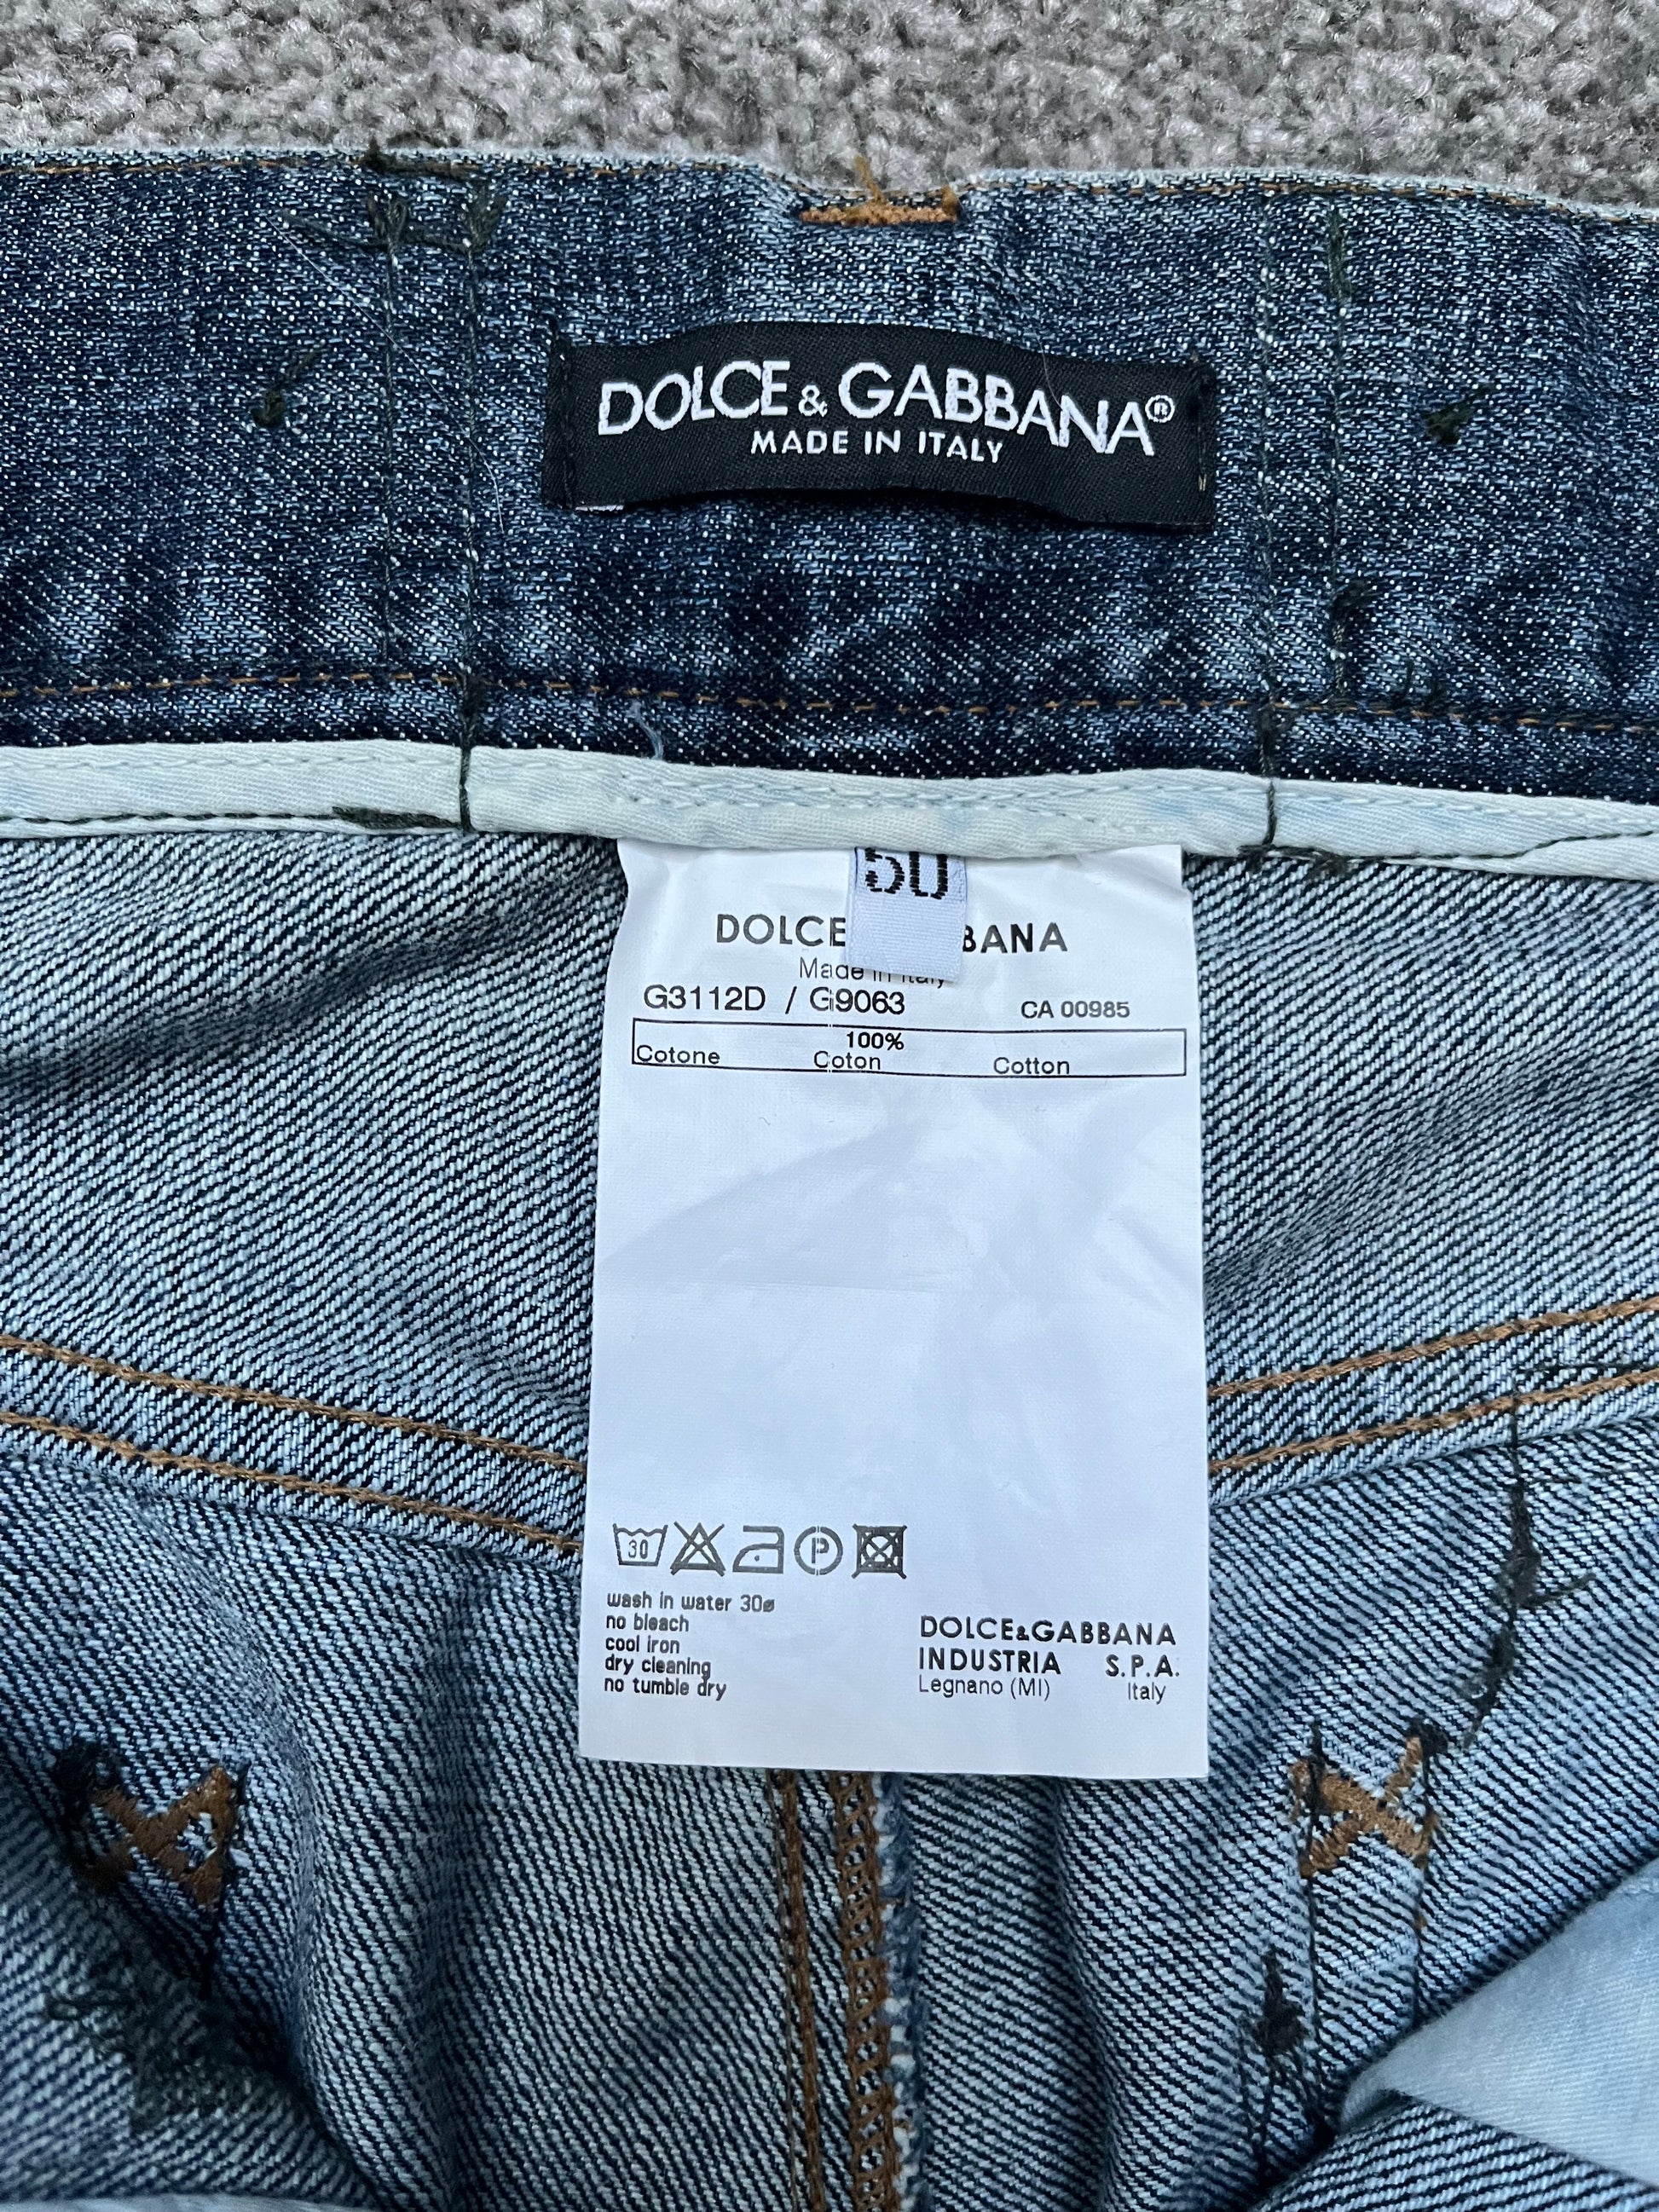 DOLCE & GABBANA®
MADE IN ITALY
50
DOLCE BANA
Made in Italy
G3112D / G9063 CA 00985
100%
Cotone Coton Cotton
30 P
wash in water 30ø
no bleach
cool iron
dry cleaning
no tumble dry
DOLCE&GABBANA
INDUSTRIA S.P.A.
Legnano (MI) Italy